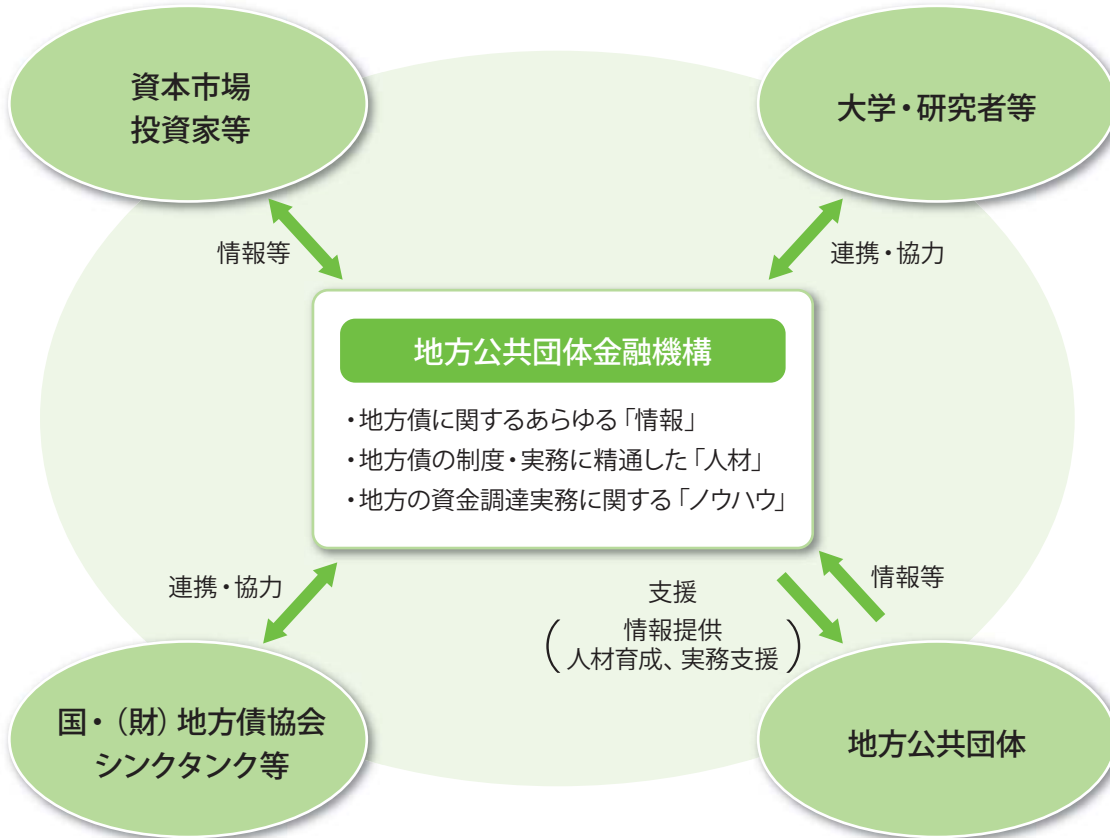 資本市場
投資家等
大学・研究者等
情報等
連携・協力
地方公共団体金融機構
・地方債に関するあらゆる「情報」
・地方債の制度・実務に精通した「人材」
・地方の資金調達実務に関する「ノウハウ」
連携・協力
支援
(情報提供
人材育成、実務支援)
情報等
国・(財)地方債協会
シンクタンク等
地方公共団体